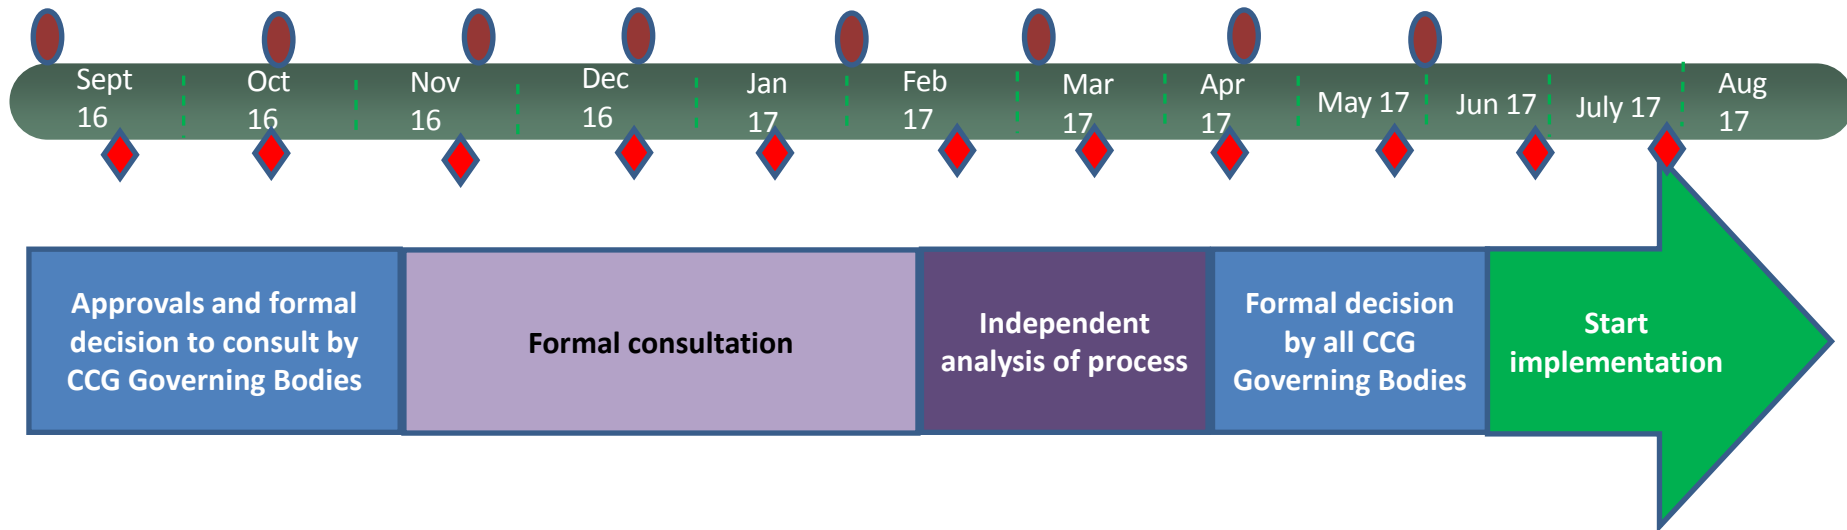 Sept
16
Oct
16
Nov
16
Dec
16
Jan
17
Feb
17
Mar
17
Apr
17
May 17
Jun 17
July 17
Aug
17
Approvals and formal
decision to consult by
CCG Governing Bodies
Formal consultation
Independent
analysis of process
Formal decision
by all CCG
Governing Bodies
Start
implementation